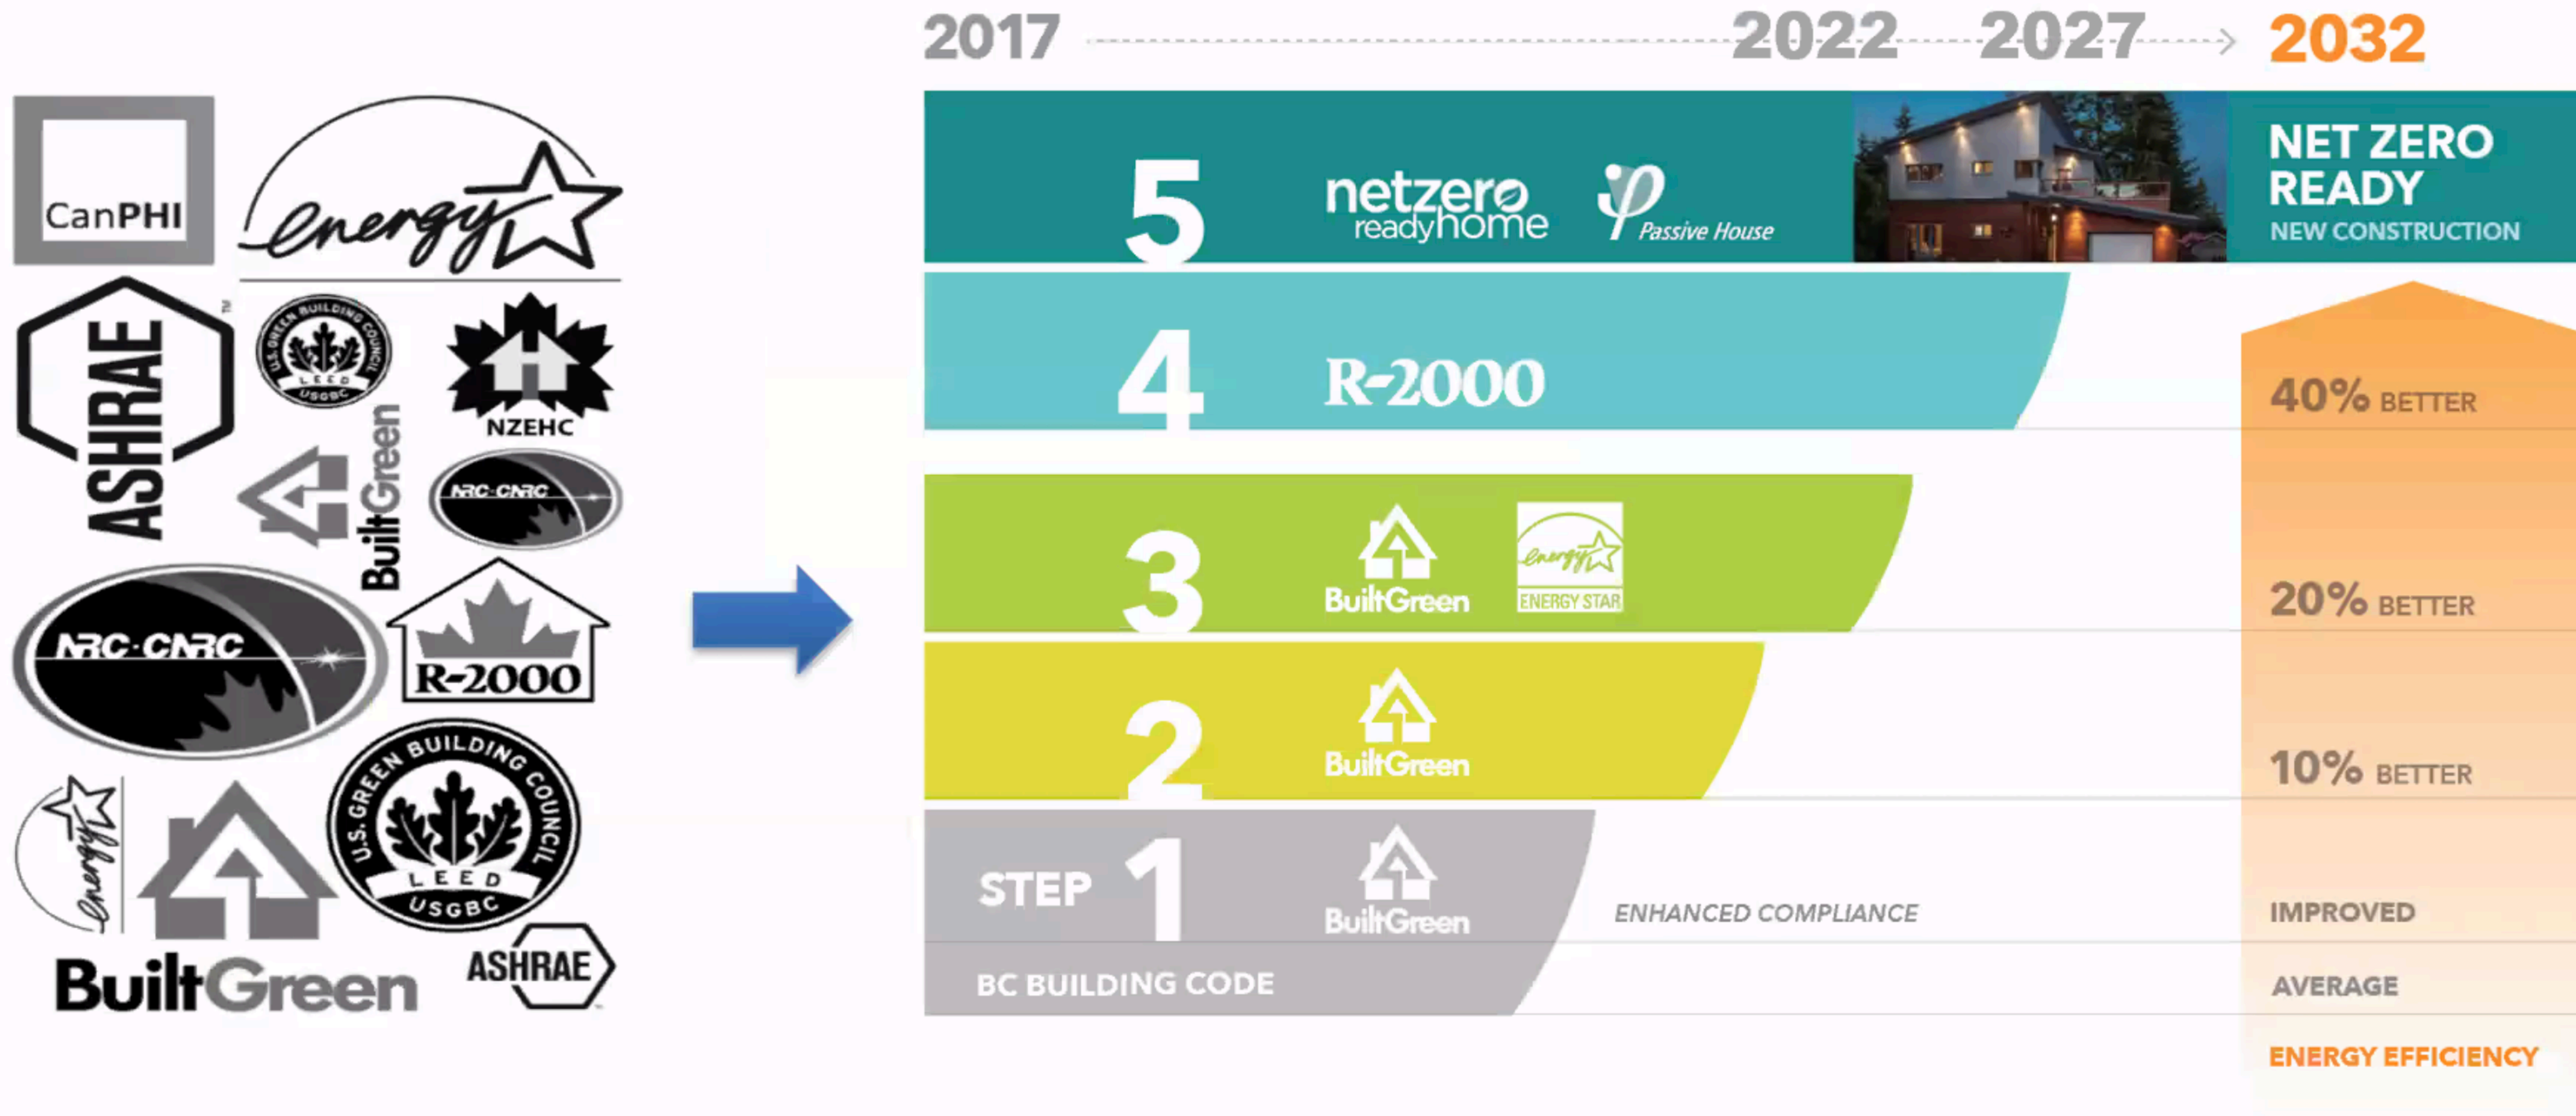 2017
2022
2027
2032
CanPHI
energy
ASHRAE
TM
U.S. GREEN BUILDING COUNCIL
LEED
USGBC
NZEHC
BuiltGreen
NRC·CNRC
NRC·CNRC
R-2000
U.S. GREEN BUILDING COUNCIL
LEED
USGBC
energy
BuiltGreen
ASHRAE
5
netzero
readyhome
Passive House
NET ZERO
READY
NEW CONSTRUCTION
4
R-2000
40% BETTER
3
BuiltGreen
energy
ENERGY STAR
20% BETTER
2
BuiltGreen
10% BETTER
STEP 1
BuiltGreen
ENHANCED COMPLIANCE
IMPROVED
BC BUILDING CODE
AVERAGE
ENERGY EFFICIENCY